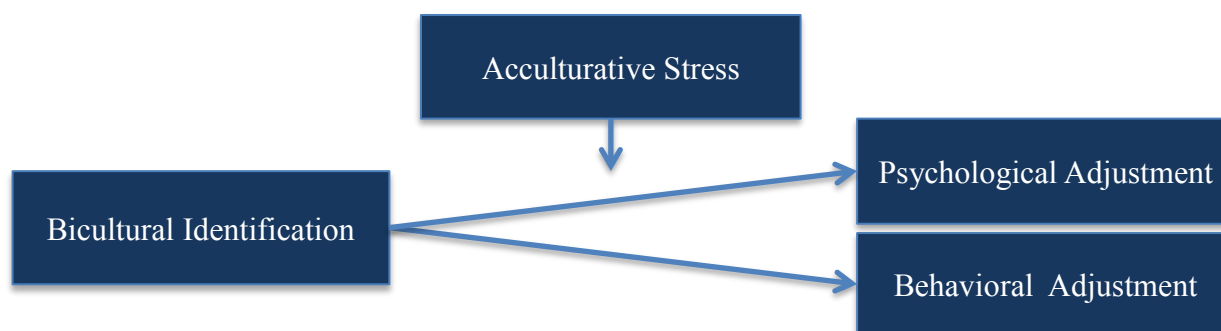 Acculturative Stress
Psychological Adjustment
Bicultural Identification
Behavioral  Adjustment